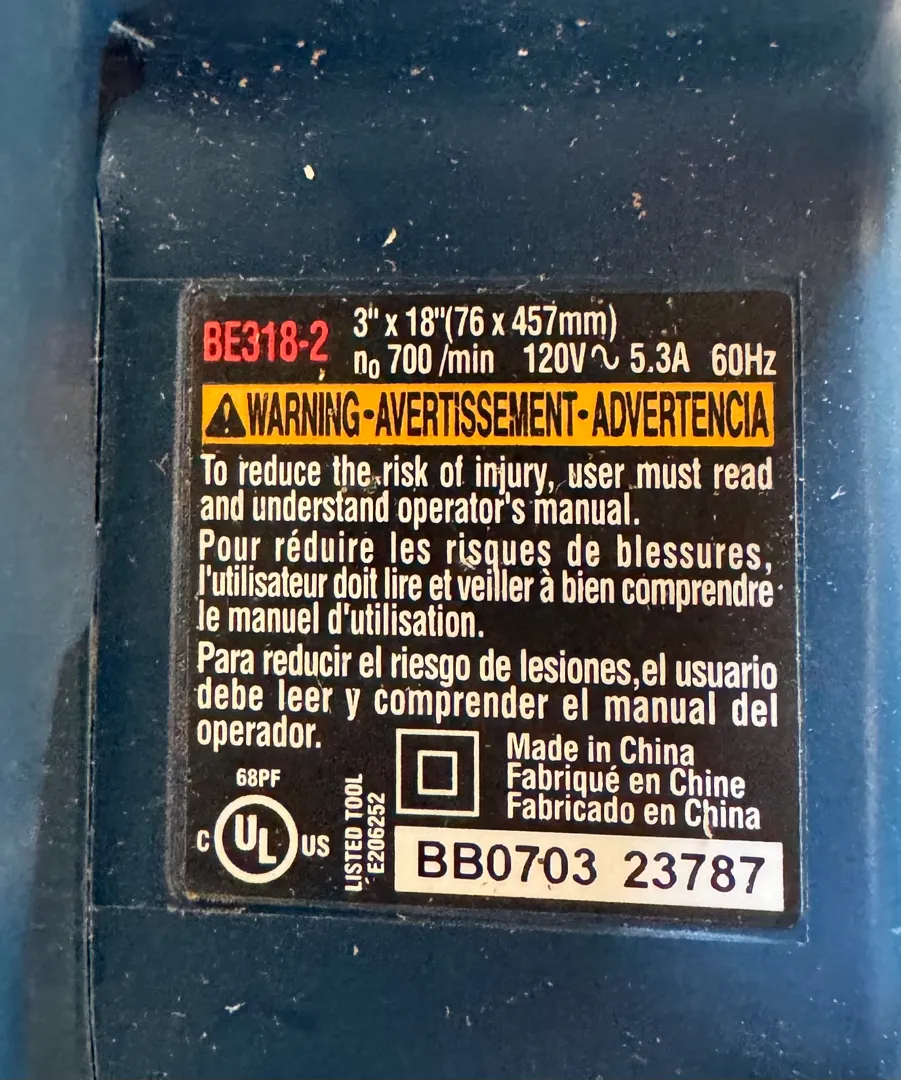 BE318-2
3" x 18"(76 x 457mm)
n₀ 700 /min 120V∿ 5.3A 60Hz
⚠WARNING•AVERTISSEMENT•ADVERTENCIA
To reduce the risk of injury, user must read
and understand operator's manual.
Pour réduire les risques de blessures,
l'utilisateur doit lire et veiller à bien comprendre
le manuel d'utilisation.
Para reducir el riesgo de lesiones,el usuario
debe leer y comprender el manual del
operador.
68PF
C UL US
LISTED TOOL
E206252
Made in China
Fabriqué en Chine
Fabricado en China
BB0703 23787